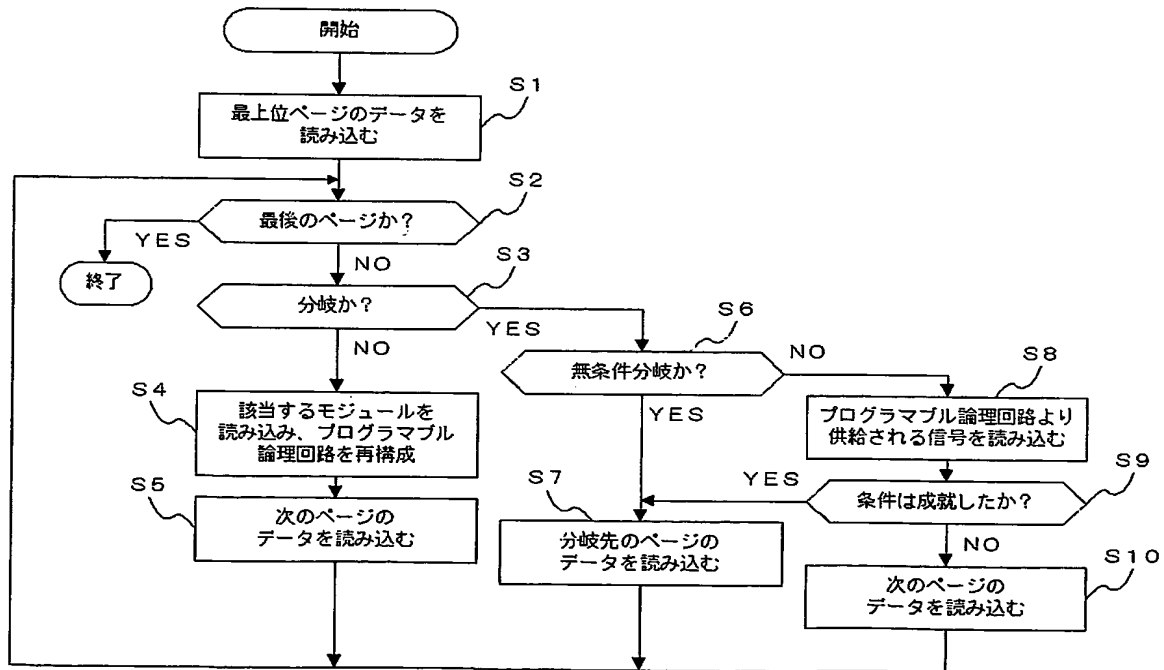 開始
S1
最上位ページのデータを
読み込む
S2
最後のページか？
YES
NO
終了
S3
分岐か？
YES
NO
S6
無条件分岐か？
NO
YES
S4
該当するモジュールを
読み込み、プログラマブル
論理回路を再構成
S8
プログラマブル論理回路より
供給される信号を読み込む
S5
次のページの
データを読み込む
S9
条件は成就したか？
YES
NO
S7
分岐先のページの
データを読み込む
S10
次のページの
データを読み込む